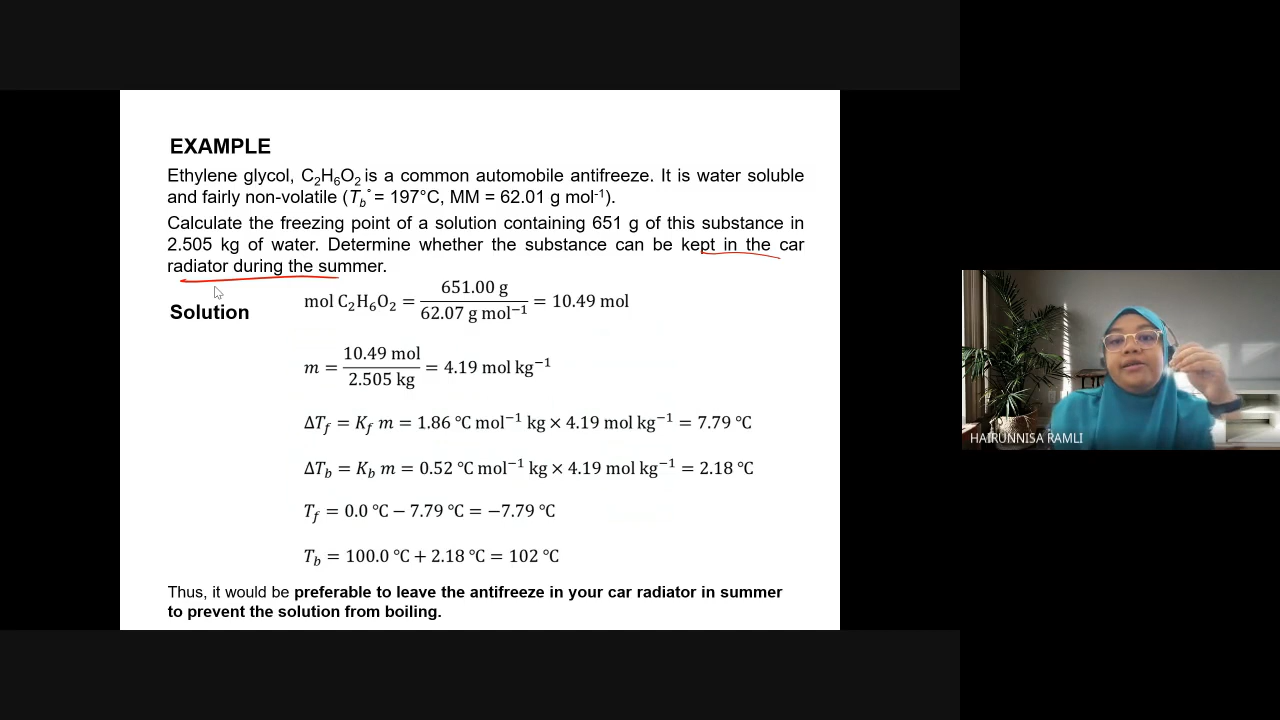 EXAMPLE
Ethylene glycol, C₂H₆O₂ is a common automobile antifreeze. It is water soluble
and fairly non-volatile (T_b° = 197°C, MM = 62.01 g mol⁻¹).
Calculate the freezing point of a solution containing 651 g of this substance in
2.505 kg of water. Determine whether the substance can be kept in the car
radiator during the summer.
Solution
mol C₂H₆O₂ = 651.00 g / 62.07 g mol⁻¹ = 10.49 mol
m = 10.49 mol / 2.505 kg = 4.19 mol kg⁻¹
ΔT_f = K_f m = 1.86 °C mol⁻¹ kg × 4.19 mol kg⁻¹ = 7.79 °C
ΔT_b = K_b m = 0.52 °C mol⁻¹ kg × 4.19 mol kg⁻¹ = 2.18 °C
T_f = 0.0 °C − 7.79 °C = −7.79 °C
T_b = 100.0 °C + 2.18 °C = 102 °C
Thus, it would be preferable to leave the antifreeze in your car radiator in summer
to prevent the solution from boiling.
HAIRUNNISA RAMLI